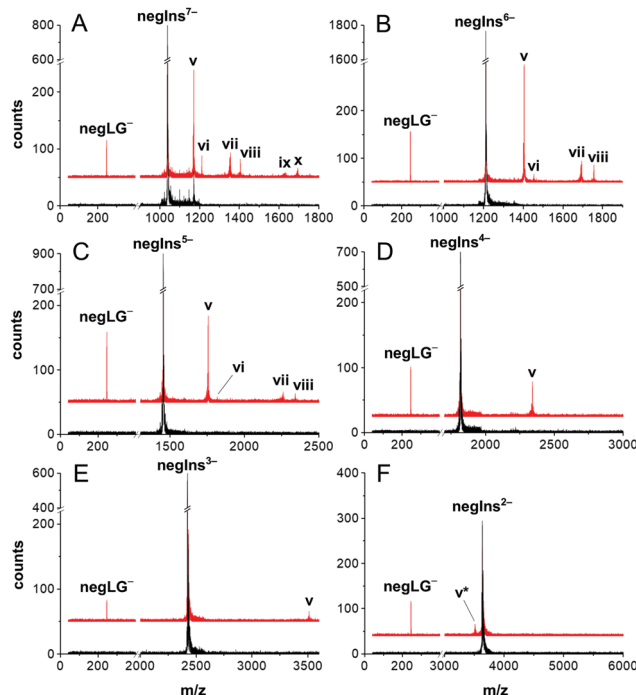 A
negIns7–
800
600
200
100
0
counts
negLG–
v
vi
vii
viii
ix
x
0 200 1000 1200 1400 1600 1800
B
negIns6–
1800
1600
200
100
0
negLG–
v
vi
vii
viii
0 200 1000 1200 1400 1600 1800
C
negIns5–
900
800
200
100
0
counts
negLG–
v
vi
vii
viii
0 200 1500 2000 2500
D
negIns4–
700
500
200
100
0
negLG–
v
0 200 2000 2500 3000
E
negIns3–
600
400
200
100
0
counts
negLG–
v
0 200 2000 2500 3000 3500
m/z
F
negIns2–
400
300
200
100
0
negLG–
v*
0 200 3000 4000 5000 6000
m/z